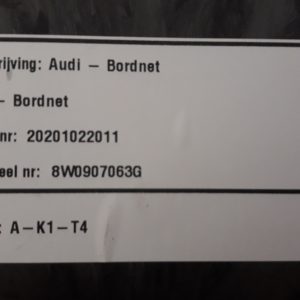 rijving: Audi – Bordnet
– Bordnet
nr: 20201022011
eel nr: 8W0907063G
: A–K1–T4